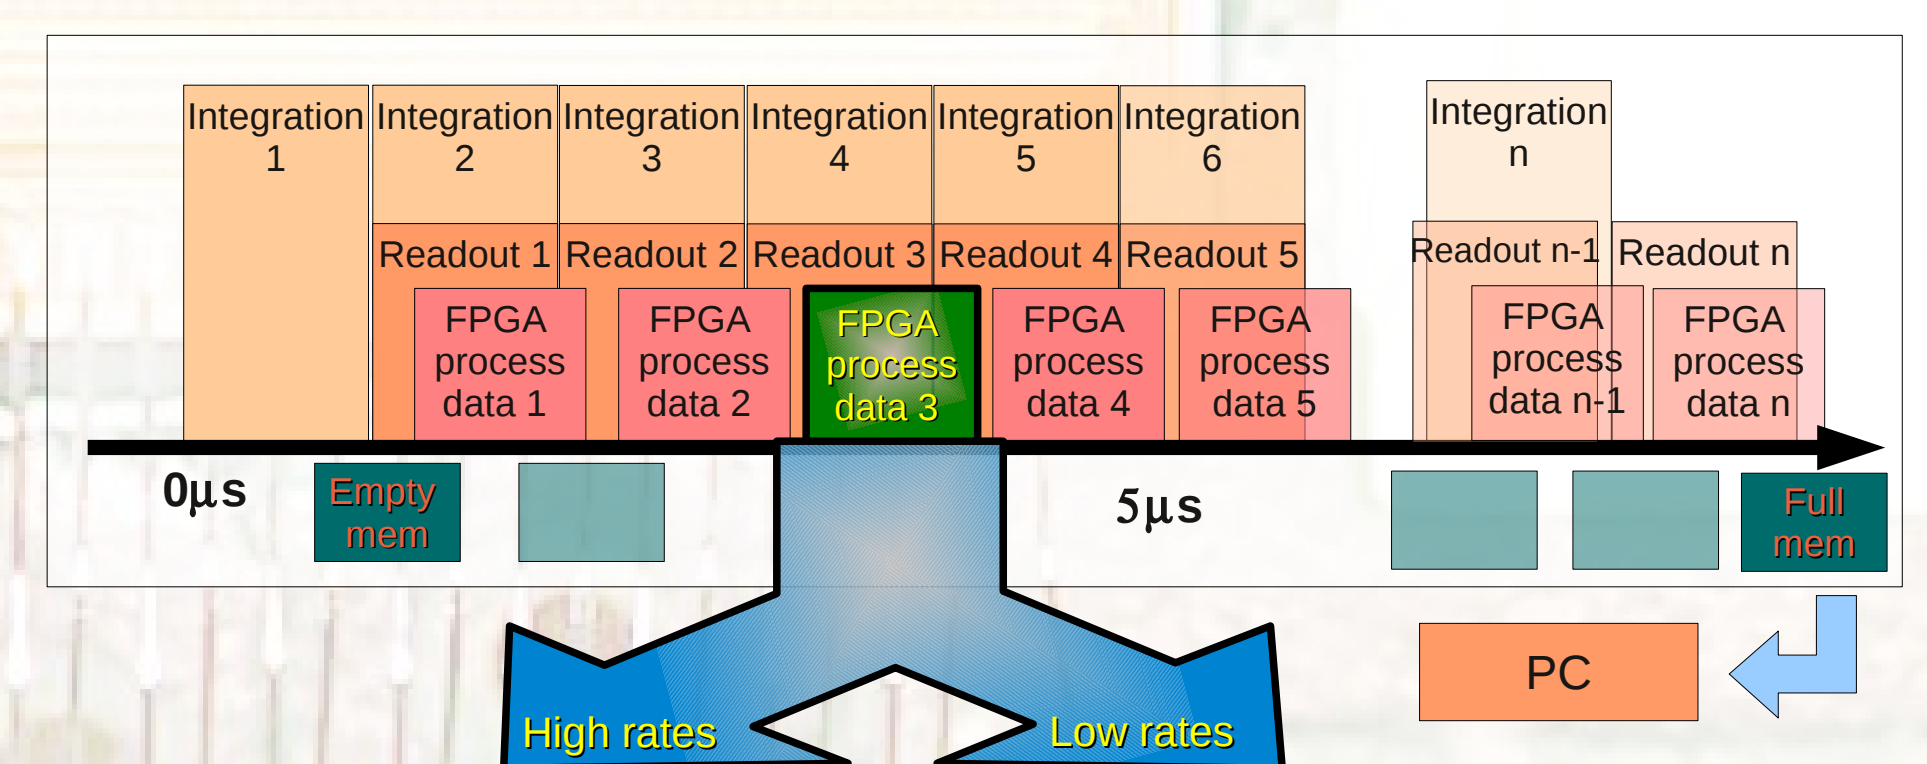 Integration
1
Integration
2
Integration
3
Integration
4
Integration
5
Integration
6
Integration
n
Readout 1
Readout 2
Readout 3
Readout 4
Readout 5
Readout n-1
Readout n
FPGA
process
data 1
FPGA
process
data 2
FPGA
process
data 3
FPGA
process
data 4
FPGA
process
data 5
FPGA
process
data n-1
FPGA
process
data n
0μs
Empty
mem
5μs
Full
mem
PC
High rates
Low rates